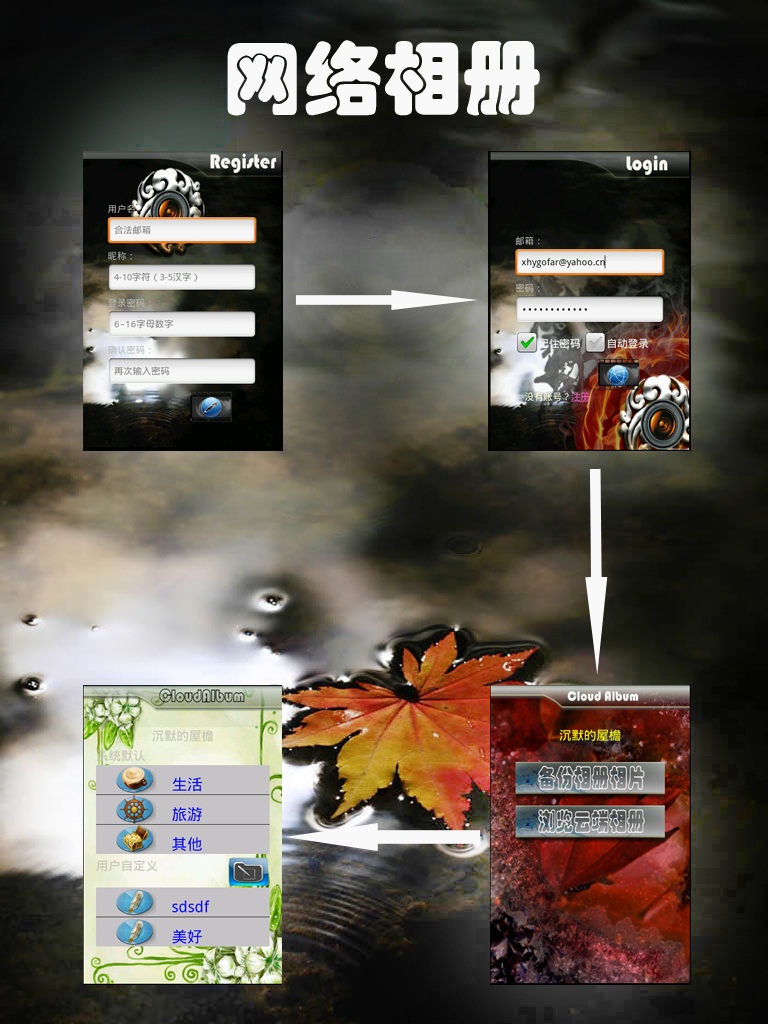 网络相册
Register
用户名
合法邮箱
昵称：
4-10字符（3-5汉字）
登录密码：
6-16字母数字
确认密码：
再次输入密码
Login
邮箱：
xhygofar@yahoo.cn
密码：
••••••••••••
记住密码 自动登录
没有账号？注册
CloudAlbum
沉默的屋檐
系统默认
生活
旅游
其他
用户自定义
sdsdf
美好
Cloud Album
沉默的屋檐
备份相册相片
浏览云端相册